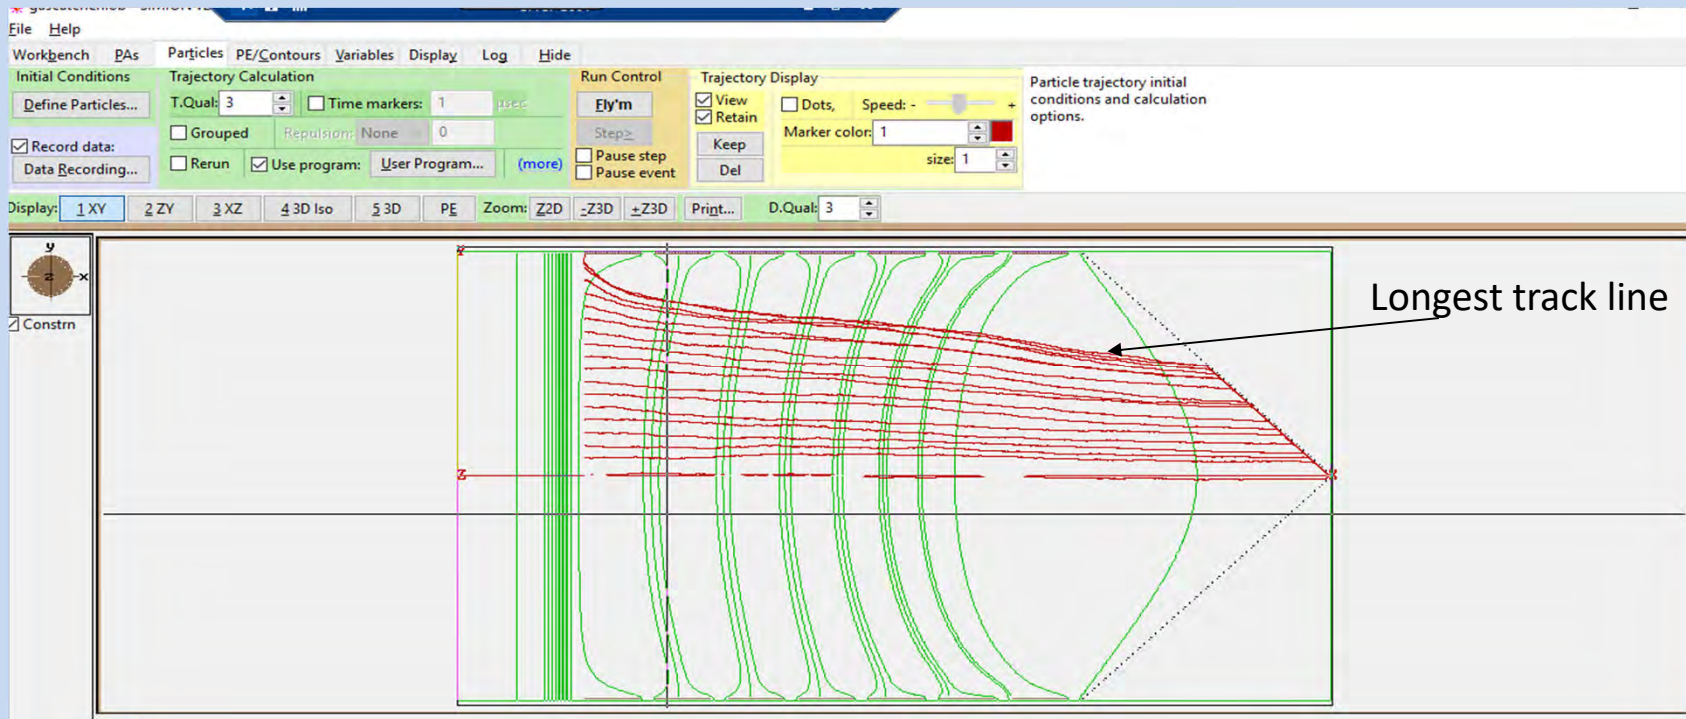 File Help
Workbench PAs Particles PE/Contours Variables Display Log Hide
Initial Conditions Trajectory Calculation Run Control Trajectory Display
Define Particles... T.Qual: 3 Time markers: 1 µsec Fly'm View Dots, Speed: - + Particle trajectory initial
conditions and calculation
options.
Retain
Record data: Grouped Repulsion: None 0 Step> Keep Marker color: 1
Data Recording... Rerun Use program: User Program... (more) Pause step Del size: 1
Pause event
Display: 1 XY 2 ZY 3 XZ 4 3D Iso 5 3D PE Zoom: Z2D -Z3D +Z3D Print... D.Qual: 3
y
z x
Constrn
Longest track line
Z